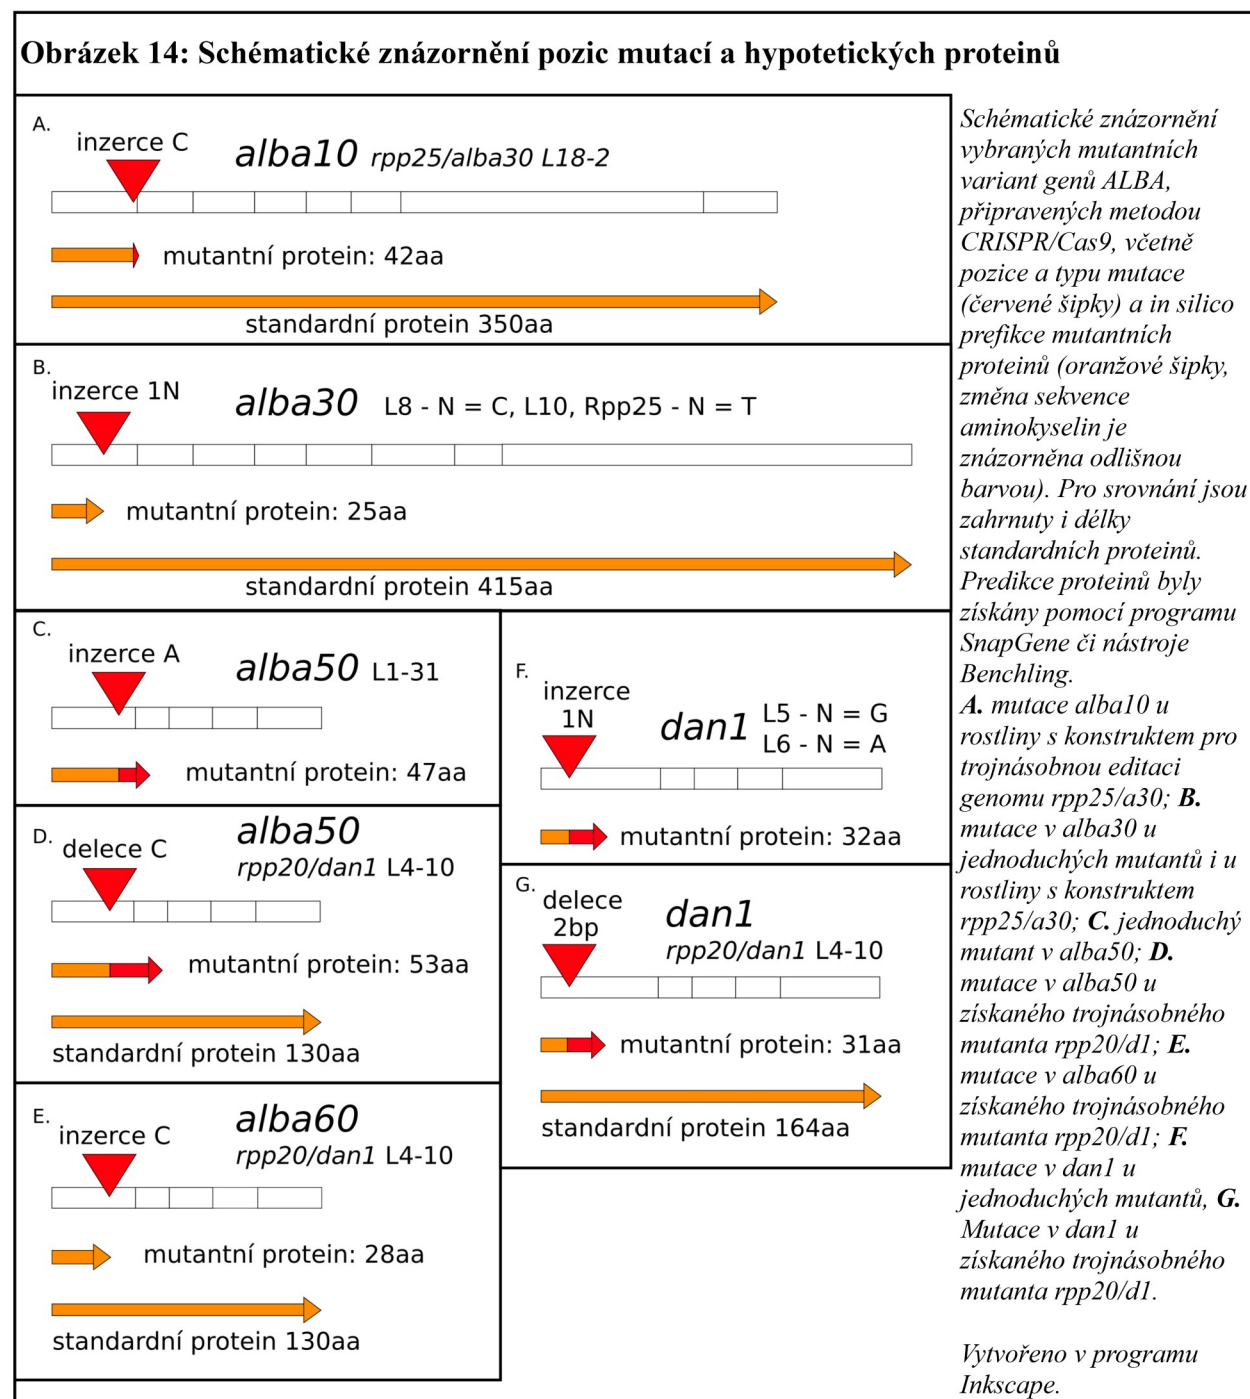 Obrázek 14: Schématické znázornění pozic mutací a hypotetických proteinů
A.
inzerce C
alba10 rpp25/alba30 L18-2
mutantní protein: 42aa
standardní protein 350aa
B.
inzerce 1N
alba30 L8 - N = C, L10, Rpp25 - N = T
mutantní protein: 25aa
standardní protein 415aa
C.
inzerce A
alba50 L1-31
mutantní protein: 47aa
D.
delece C
alba50
rpp20/dan1 L4-10
mutantní protein: 53aa
standardní protein 130aa
E.
inzerce C
alba60
rpp20/dan1 L4-10
mutantní protein: 28aa
standardní protein 130aa
F.
inzerce
1N
dan1
L5 - N = G
L6 - N = A
mutantní protein: 32aa
G.
delece
2bp
dan1
rpp20/dan1 L4-10
mutantní protein: 31aa
standardní protein 164aa
Schématické znázornění
vybraných mutantních
variant genů ALBA,
připravených metodou
CRISPR/Cas9, včetně
pozice a typu mutace
(červené šipky) a in silico
prefikce mutantních
proteinů (oranžové šipky,
změna sekvence
aminokyselin je
znázorněna odlišnou
barvou). Pro srovnání jsou
zahrnuty i délky
standardních proteinů.
Predikce proteinů byly
získány pomocí programu
SnapGene či nástroje
Benchling.
A. mutace alba10 u
rostliny s konstruktem pro
trojnásobnou editaci
genomu rpp25/a30; B.
mutace v alba30 u
jednoduchých mutantů i u
rostliny s konstruktem
rpp25/a30; C. jednoduchý
mutant v alba50; D.
mutace v alba50 u
získaného trojnásobného
mutanta rpp20/d1; E.
mutace v alba60 u
získaného trojnásobného
mutanta rpp20/d1; F.
mutace v dan1 u
jednoduchých mutantů, G.
Mutace v dan1 u
získaného trojnásobného
mutanta rpp20/d1.
Vytvořeno v programu
Inkscape.